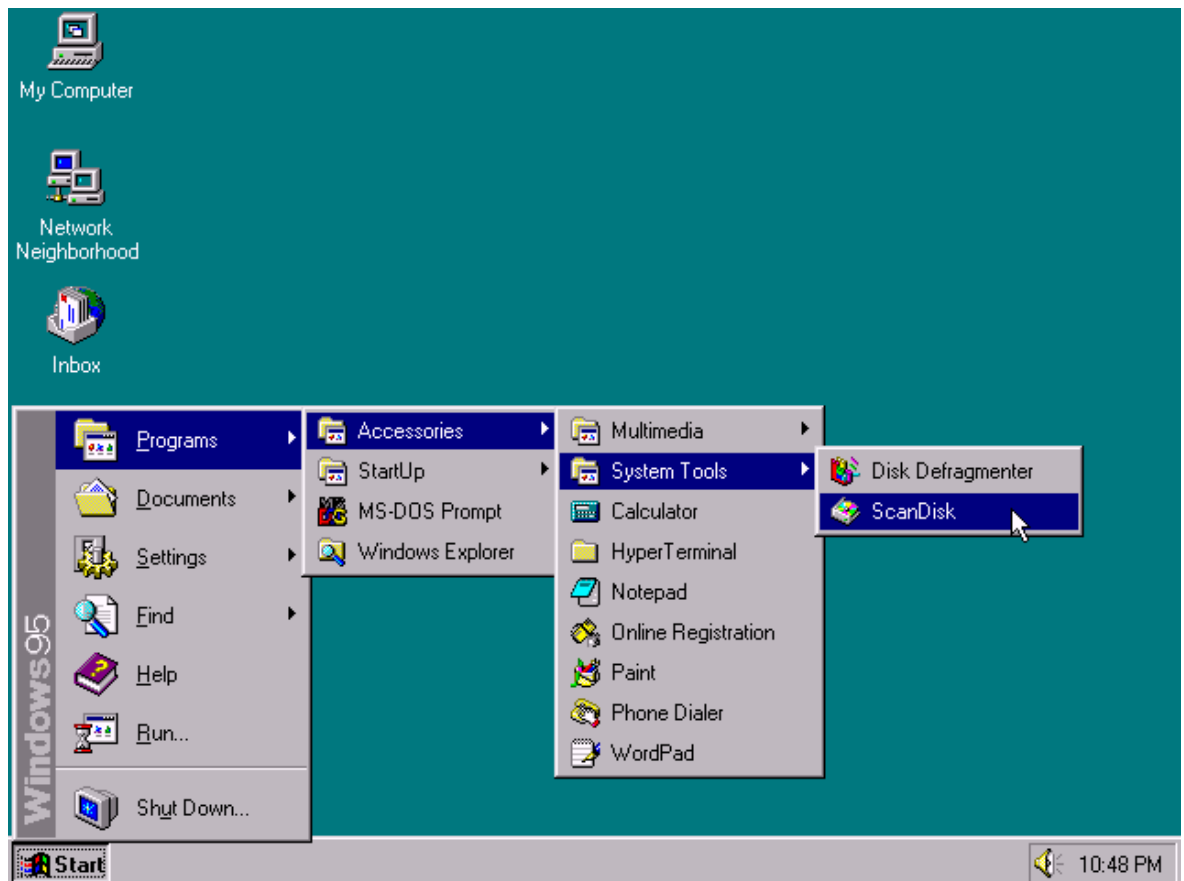 My Computer
Network
Neighborhood
Inbox
Windows95
Programs
Documents
Settings
Find
Help
Run...
Shut Down...
Accessories
StartUp
MS-DOS Prompt
Windows Explorer
Multimedia
System Tools
Calculator
HyperTerminal
Notepad
Online Registration
Paint
Phone Dialer
WordPad
Disk Defragmenter
ScanDisk
Start
10:48 PM